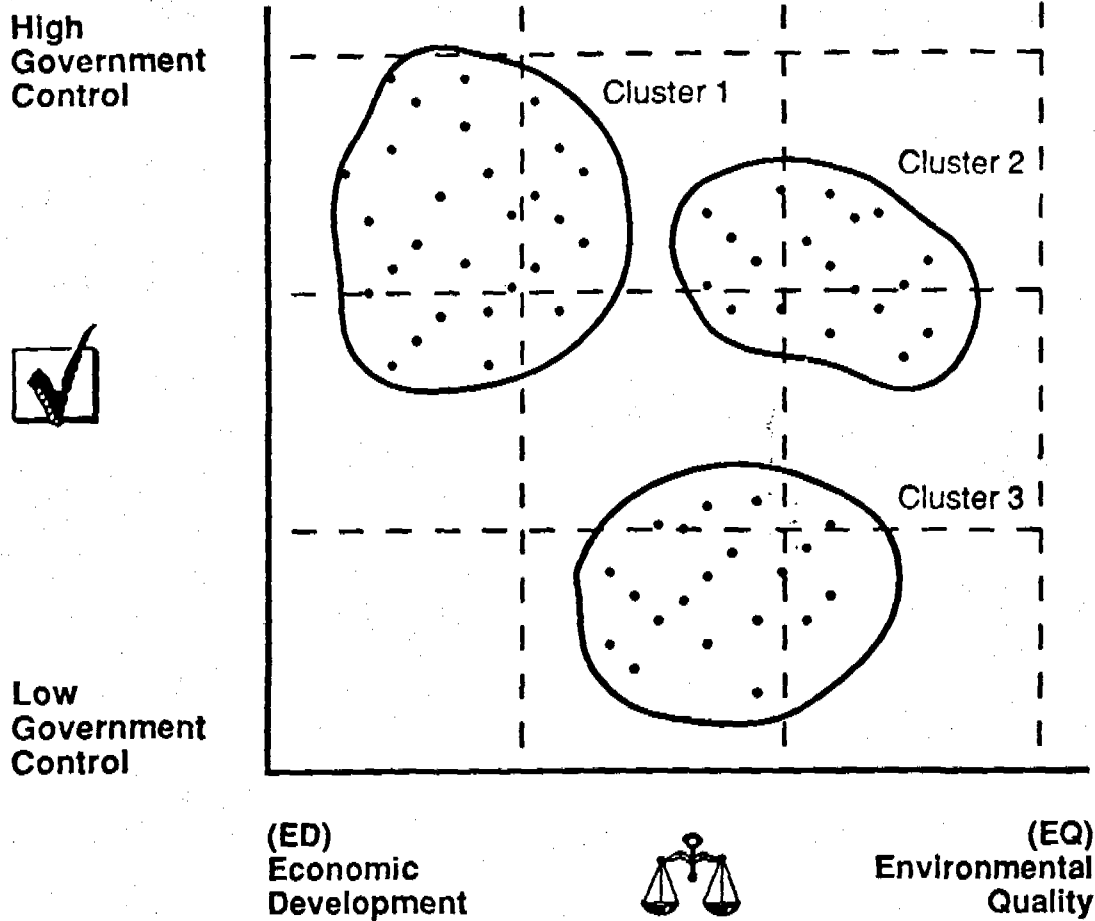 High
Government
Control
Cluster 1
Cluster 2
Cluster 3
Low
Government
Control
(ED)
Economic
Development
(EQ)
Environmental
Quality